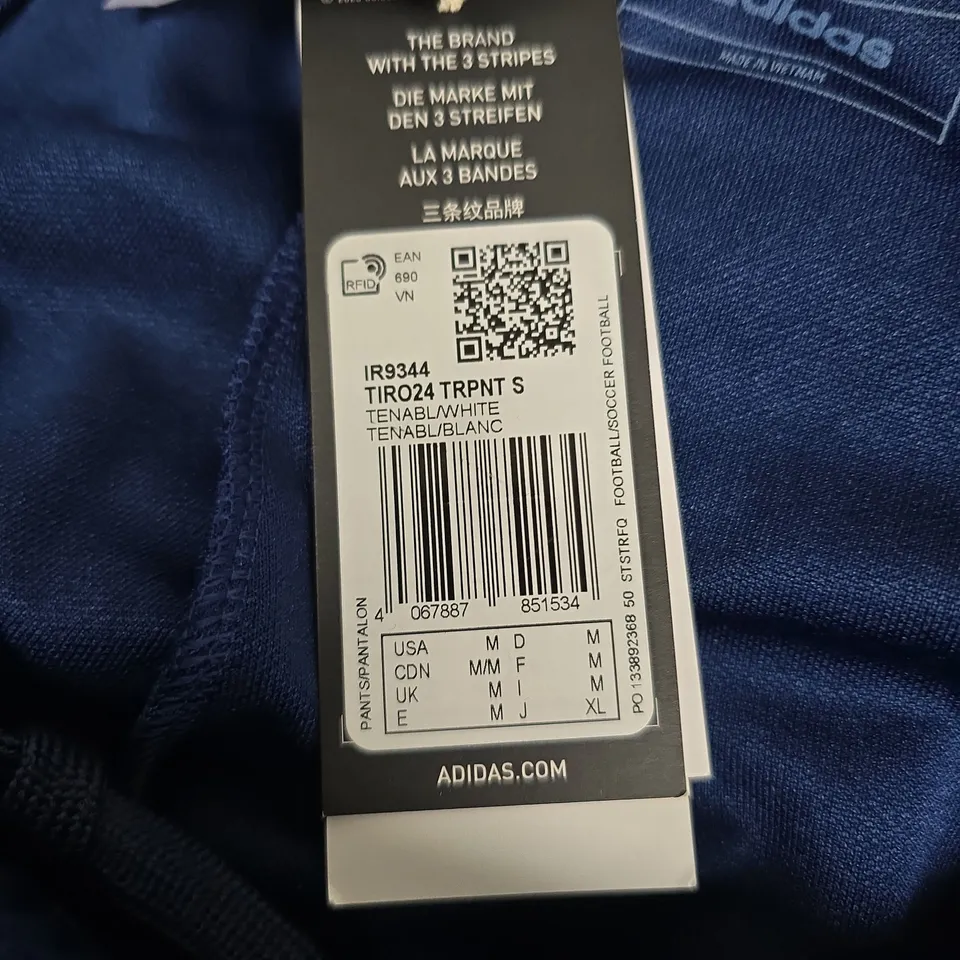 THE BRAND
WITH THE 3 STRIPES
DIE MARKE MIT
DEN 3 STREIFEN
LA MARQUE
AUX 3 BANDES
三条纹品牌
adidas
MADE IN VIETNAM
RFID
EAN
690
VN
IR9344
TIRO24 TRPNT S
TENABL/WHITE
TENABL/BLANC
4 067887 851534
PANTS/PANTALON
PO 133892368 50 STSTRFQ FOOTBALL/SOCCER FOOTBALL
USA M D M
CDN M/M F M
UK M I M
E M J XL
ADIDAS.COM